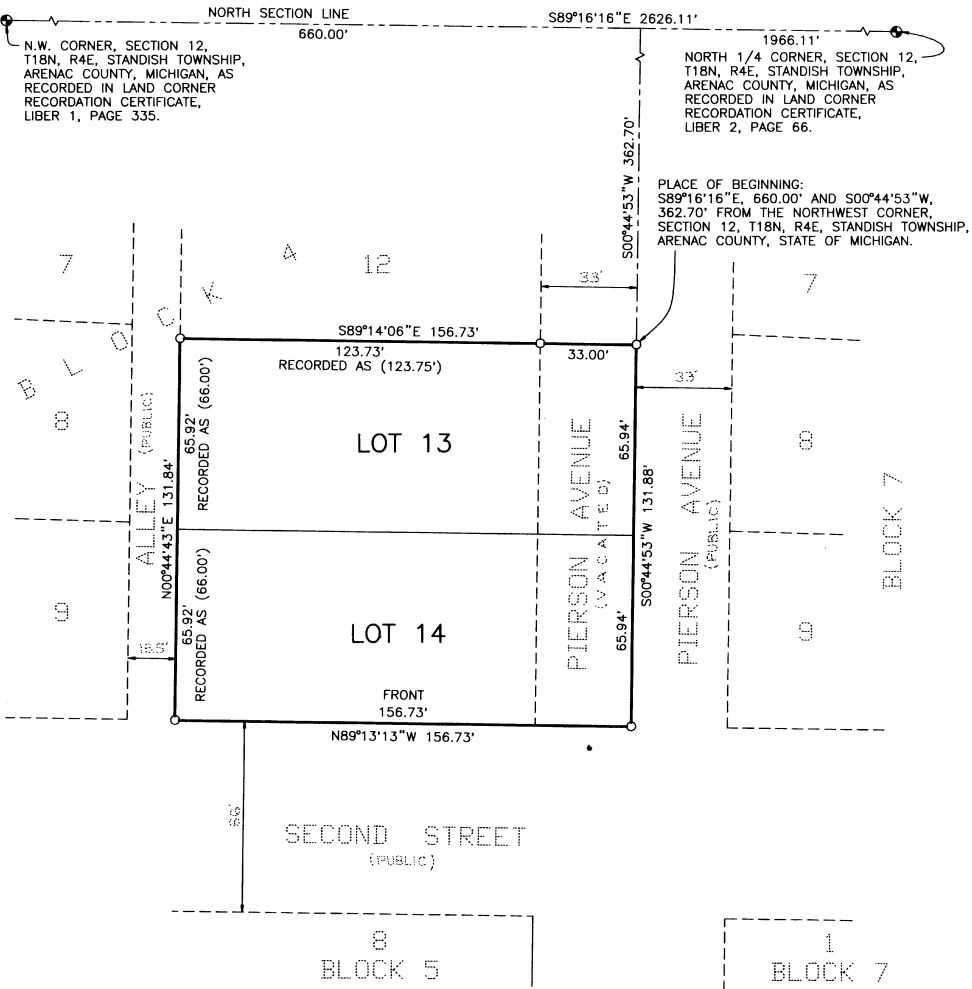 NORTH SECTION LINE
S89°16'16"E 2626.11'
660.00'
1966.11'
N.W. CORNER, SECTION 12,
T18N, R4E, STANDISH TOWNSHIP,
ARENAC COUNTY, MICHIGAN, AS
RECORDED IN LAND CORNER
RECORDATION CERTIFICATE,
LIBER 1, PAGE 335.
NORTH 1/4 CORNER, SECTION 12,
T18N, R4E, STANDISH TOWNSHIP,
ARENAC COUNTY, MICHIGAN, AS
RECORDED IN LAND CORNER
RECORDATION CERTIFICATE,
LIBER 2, PAGE 66.
S00°44'53"W 362.70'
PLACE OF BEGINNING:
S89°16'16"E, 660.00' AND S00°44'53"W,
362.70' FROM THE NORTHWEST CORNER,
SECTION 12, T18N, R4E, STANDISH TOWNSHIP,
ARENAC COUNTY, STATE OF MICHIGAN.
7
BLOCK 4
12
33'
7
S89°14'06"E 156.73'
123.73'
33.00'
RECORDED AS (123.75')
33'
8
ALLEY (PUBLIC)
N00°44'43"E 131.84'
65.92'
RECORDED AS (66.00')
LOT 13
PIERSON AVENUE
(VACATED)
65.94'
S00°44'53"W 131.88'
PIERSON AVENUE
(PUBLIC)
8
BLOCK 7
9
16.5'
65.92'
RECORDED AS (66.00')
LOT 14
65.94'
9
FRONT
156.73'
N89°13'13"W 156.73'
66'
SECOND STREET
(PUBLIC)
8
BLOCK 5
1
BLOCK 7